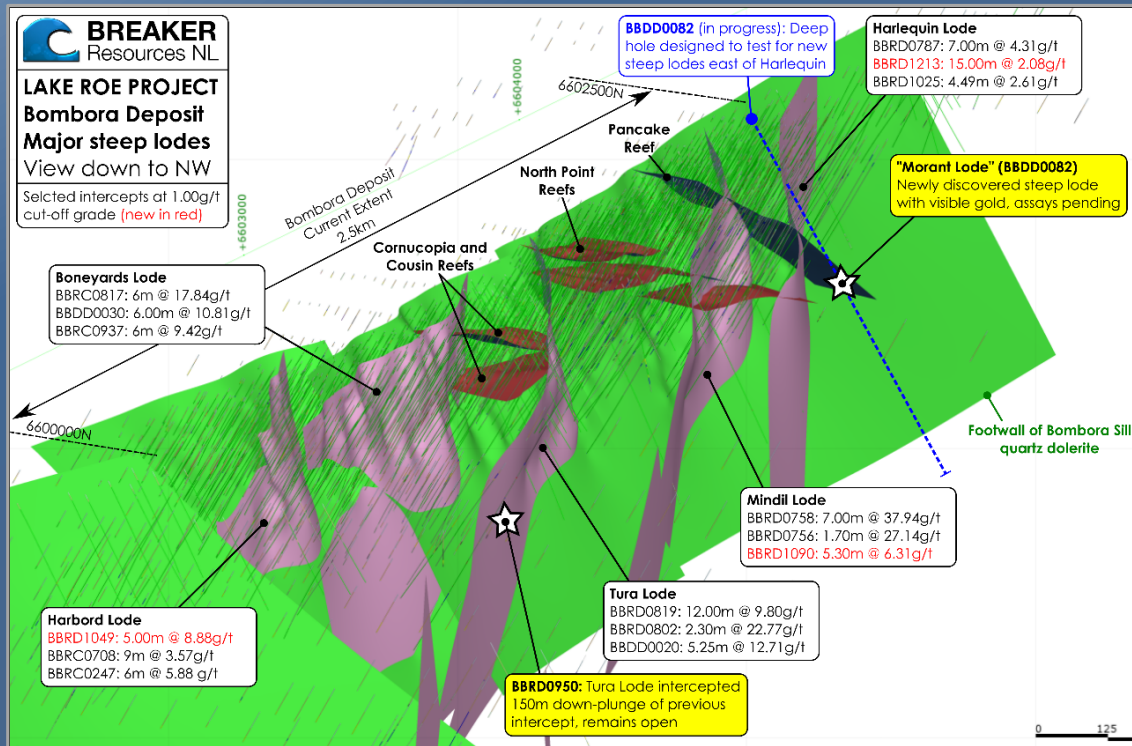 BREAKER
Resources NL
LAKE ROE PROJECT
Bombora Deposit
Major steep lodes
View down to NW
Selcted intercepts at 1.00g/t
cut-off grade (new in red)
BBDD0082 (in progress): Deep
hole designed to test for new
steep lodes east of Harlequin
Harlequin Lode
BBRD0787: 7.00m @ 4.31g/t
BBRD1213: 15.00m @ 2.08g/t
BBRD1025: 4.49m @ 2.61g/t
6604000
6602500N
Pancake
Reef
"Morant Lode" (BBDD0082)
Newly discovered steep lode
with visible gold, assays pending
North Point
Reefs
6603000
Bombora Deposit
Current Extent
2.5km
Cornucopia and
Cousin Reefs
Boneyards Lode
BBRC0817: 6m @ 17.84g/t
BBDD0030: 6.00m @ 10.81g/t
BBRC0937: 6m @ 9.42g/t
6600000N
Footwall of Bombora Sill
quartz dolerite
Mindil Lode
BBRD0758: 7.00m @ 37.94g/t
BBRD0756: 1.70m @ 27.14g/t
BBRD1090: 5.30m @ 6.31g/t
Tura Lode
BBRD0819: 12.00m @ 9.80g/t
BBRD0802: 2.30m @ 22.77g/t
BBDD0020: 5.25m @ 12.71g/t
Harbord Lode
BBRD1049: 5.00m @ 8.88g/t
BBRC0708: 9m @ 3.57g/t
BBRC0247: 6m @ 5.88 g/t
BBRD0950: Tura Lode intercepted
150m down-plunge of previous
intercept, remains open
0 125